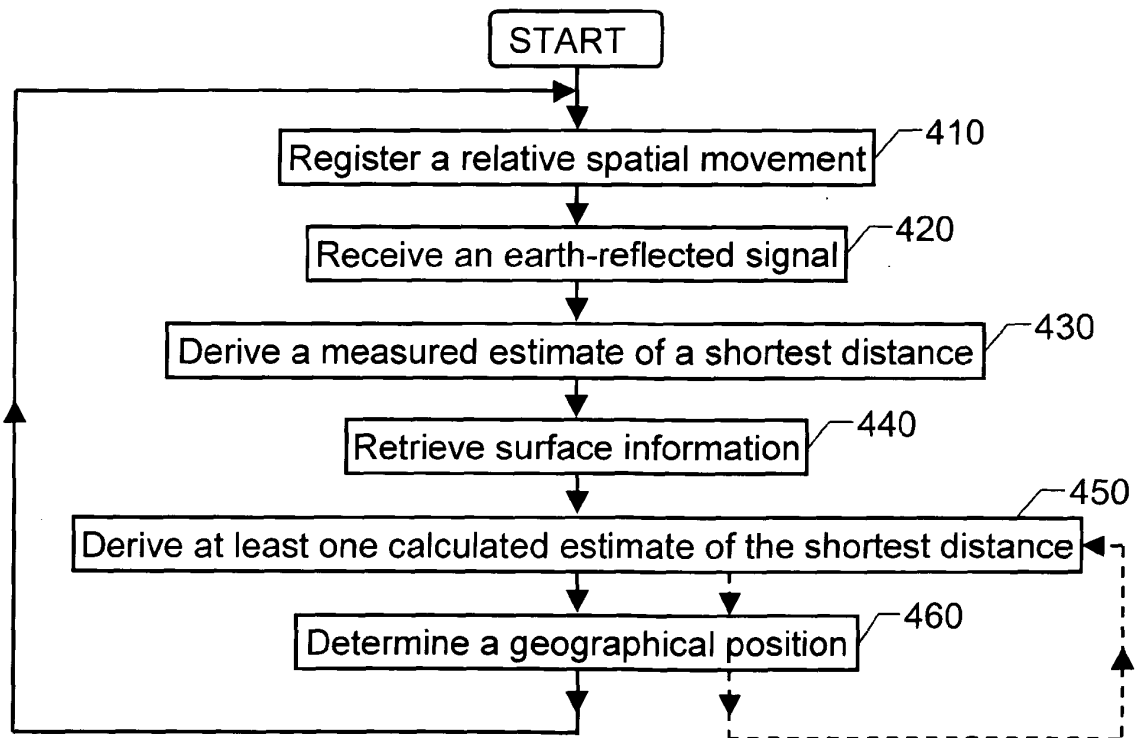 START
410
Register a relative spatial movement
420
Receive an earth-reflected signal
430
Derive a measured estimate of a shortest distance
440
Retrieve surface information
450
Derive at least one calculated estimate of the shortest distance
460
Determine a geographical position